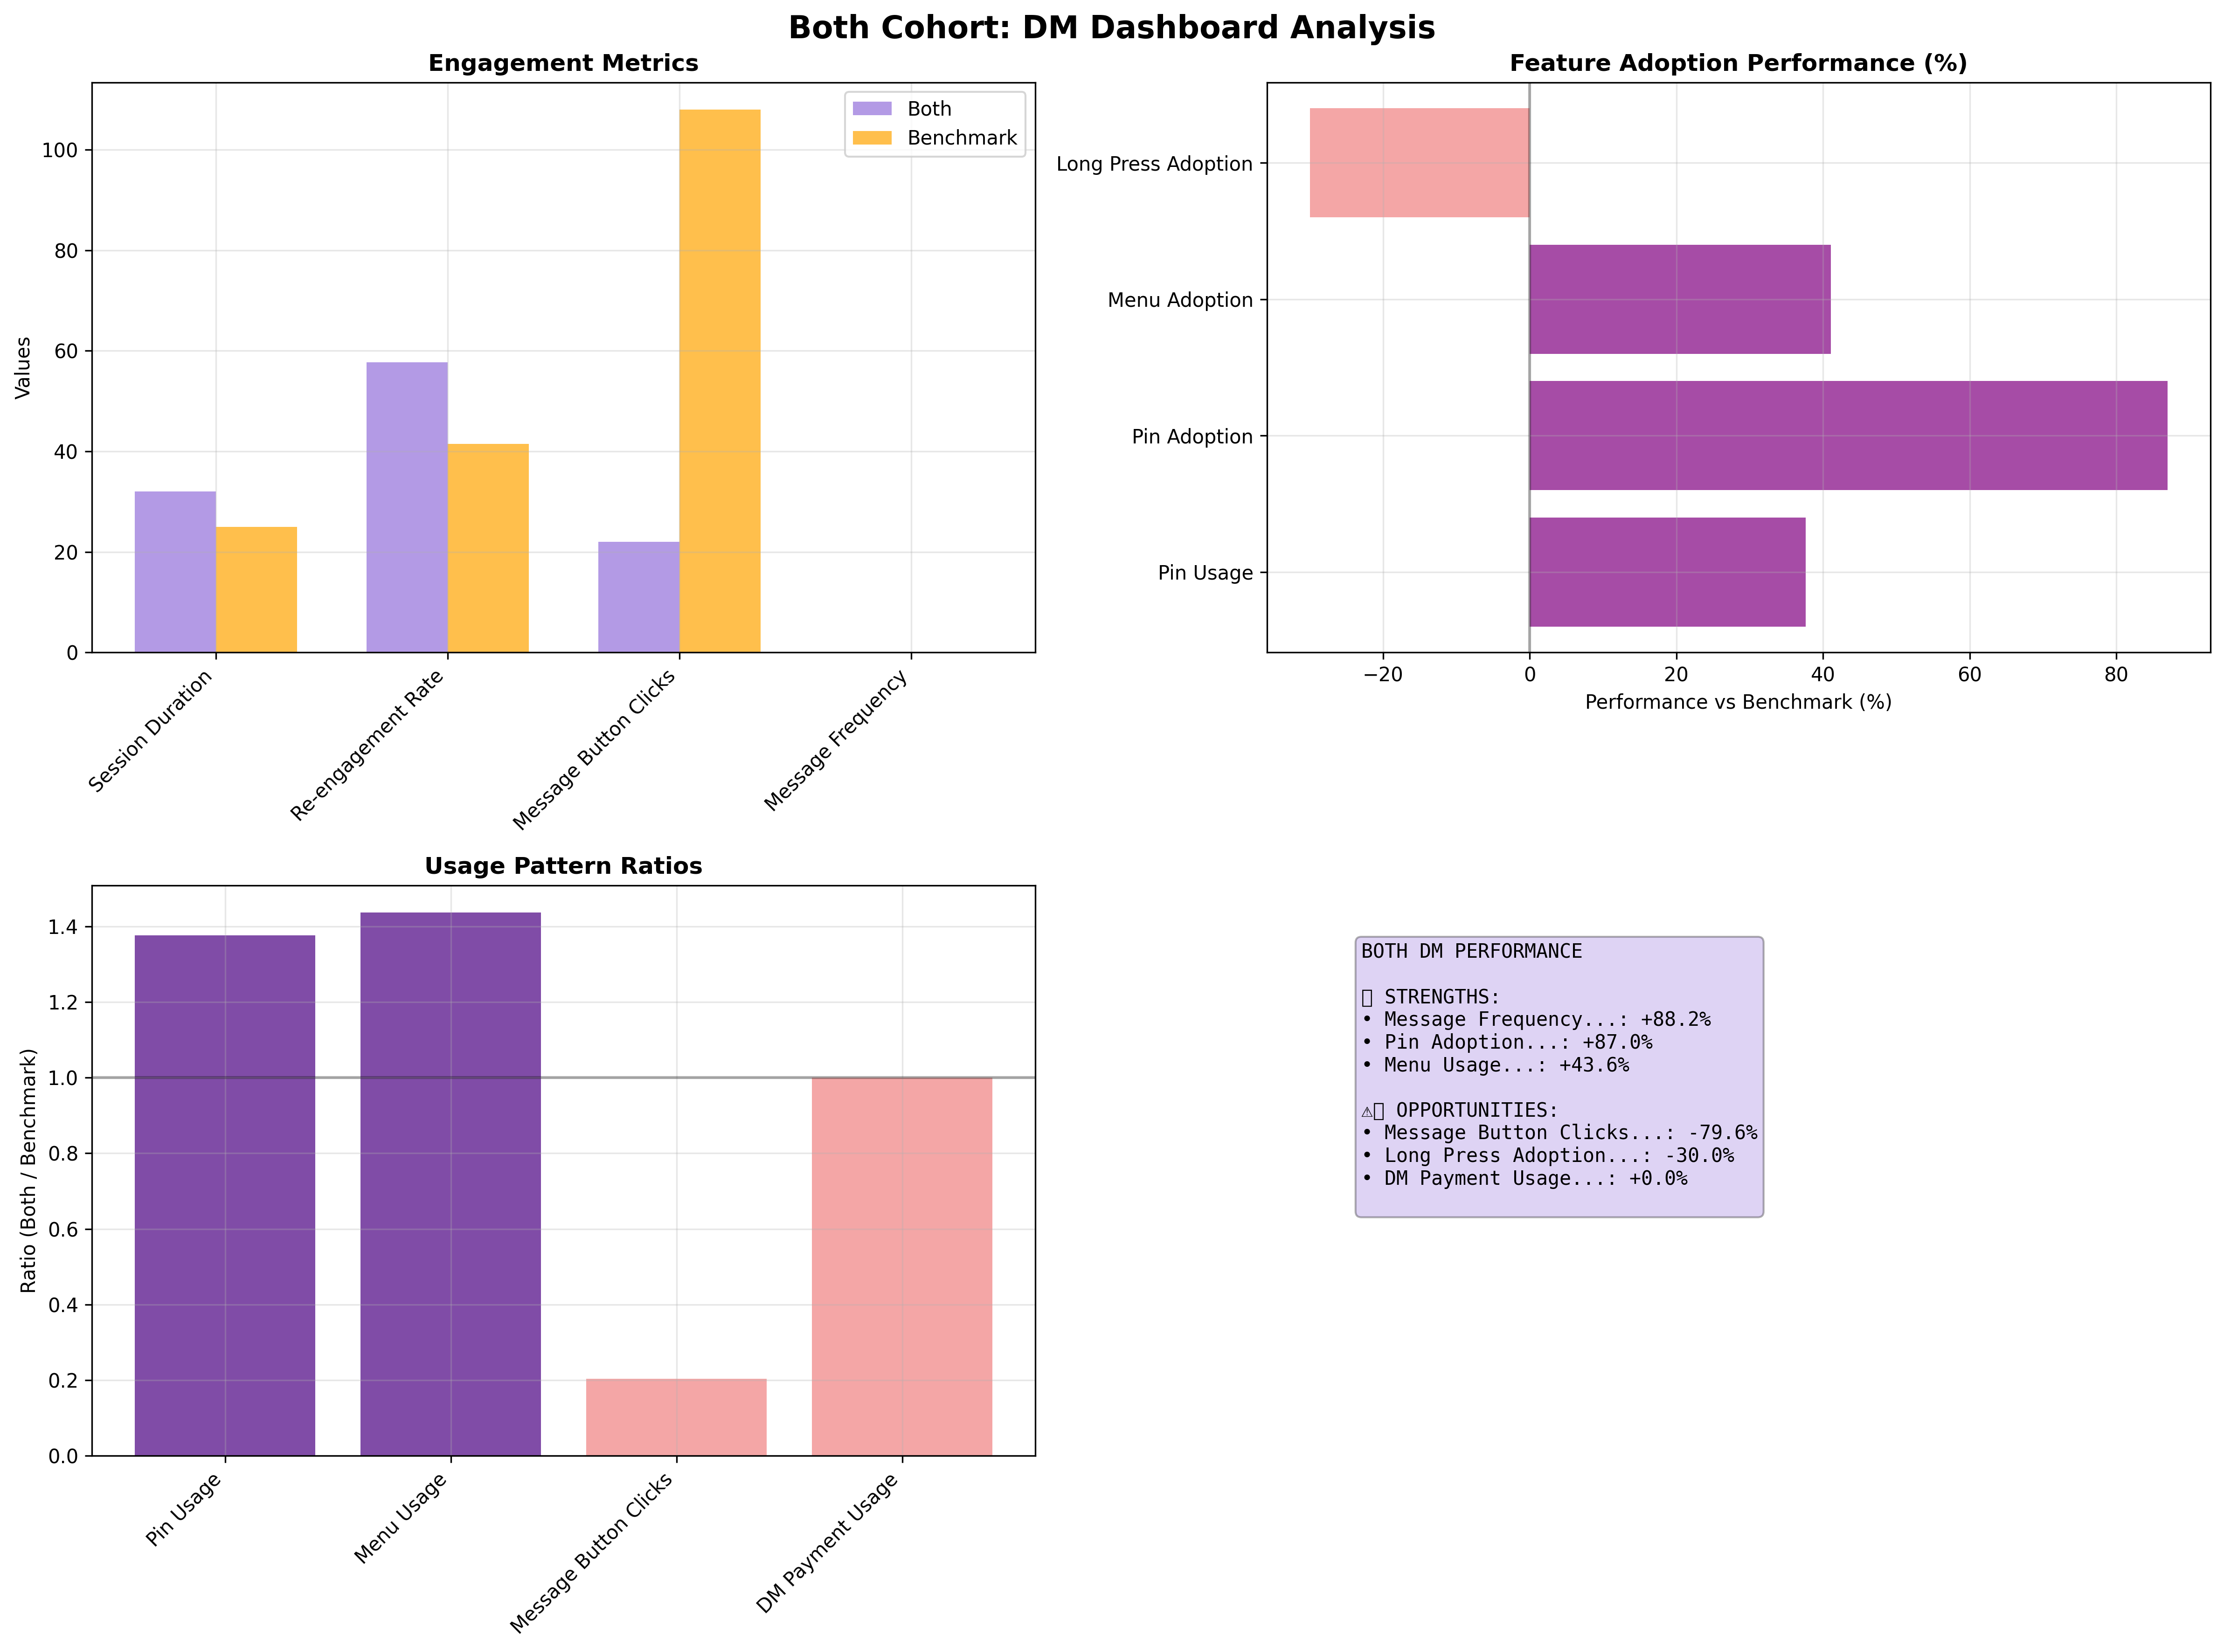 Both Cohort: DM Dashboard Analysis
Engagement Metrics
Both
Benchmark
Values
100
80
60
40
20
0
Session Duration
Re-engagement Rate
Message Button Clicks
Message Frequency
Feature Adoption Performance (%)
Long Press Adoption
Menu Adoption
Pin Adoption
Pin Usage
−20
0
20
40
60
80
Performance vs Benchmark (%)
Usage Pattern Ratios
Ratio (Both / Benchmark)
1.4
1.2
1.0
0.8
0.6
0.4
0.2
0.0
Pin Usage
Menu Usage
Message Button Clicks
DM Payment Usage
BOTH DM PERFORMANCE
STRENGTHS:
• Message Frequency...: +88.2%
• Pin Adoption...: +87.0%
• Menu Usage...: +43.6%
⚠ OPPORTUNITIES:
• Message Button Clicks...: -79.6%
• Long Press Adoption...: -30.0%
• DM Payment Usage...: +0.0%